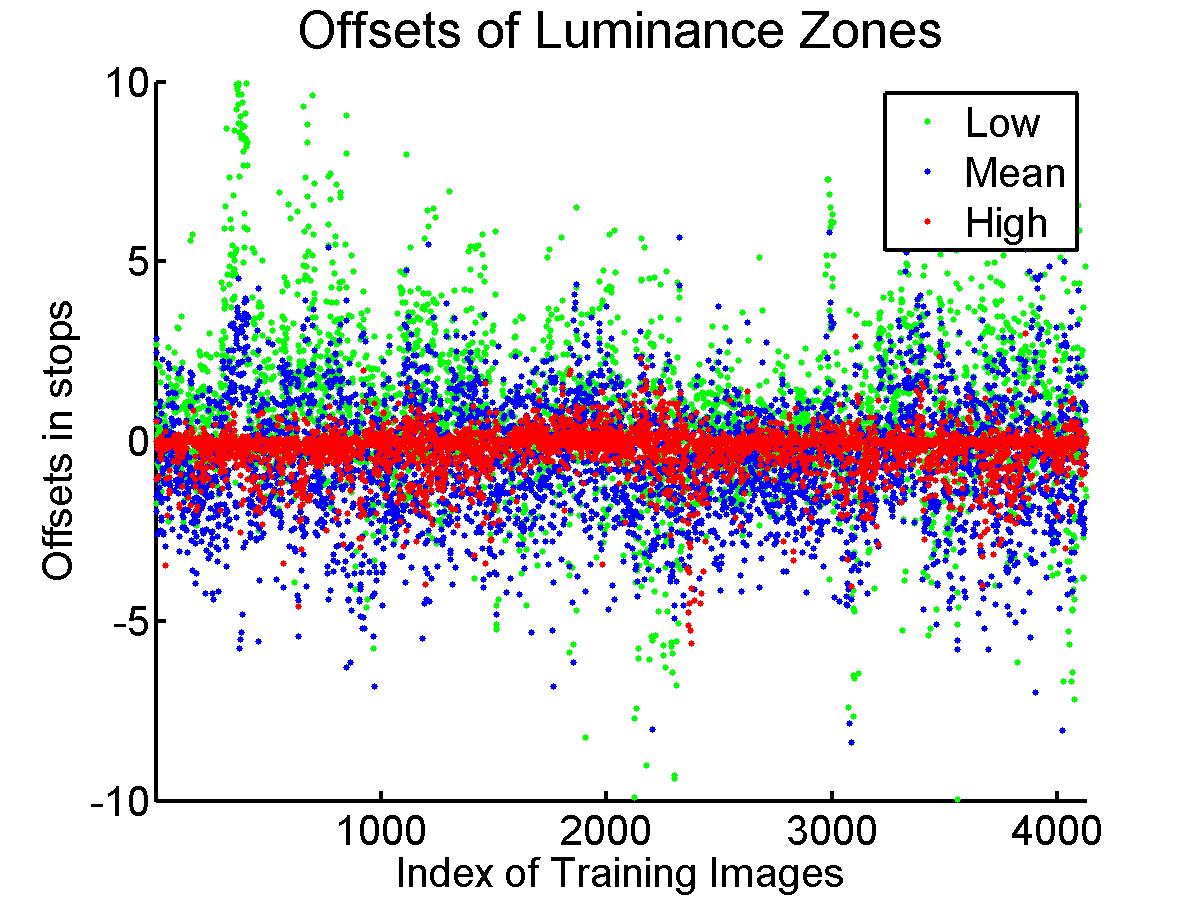 Offsets of Luminance Zones
10
5
0
-5
-10
Offsets in stops
Low
Mean
High
1000
2000
3000
4000
Index of Training Images